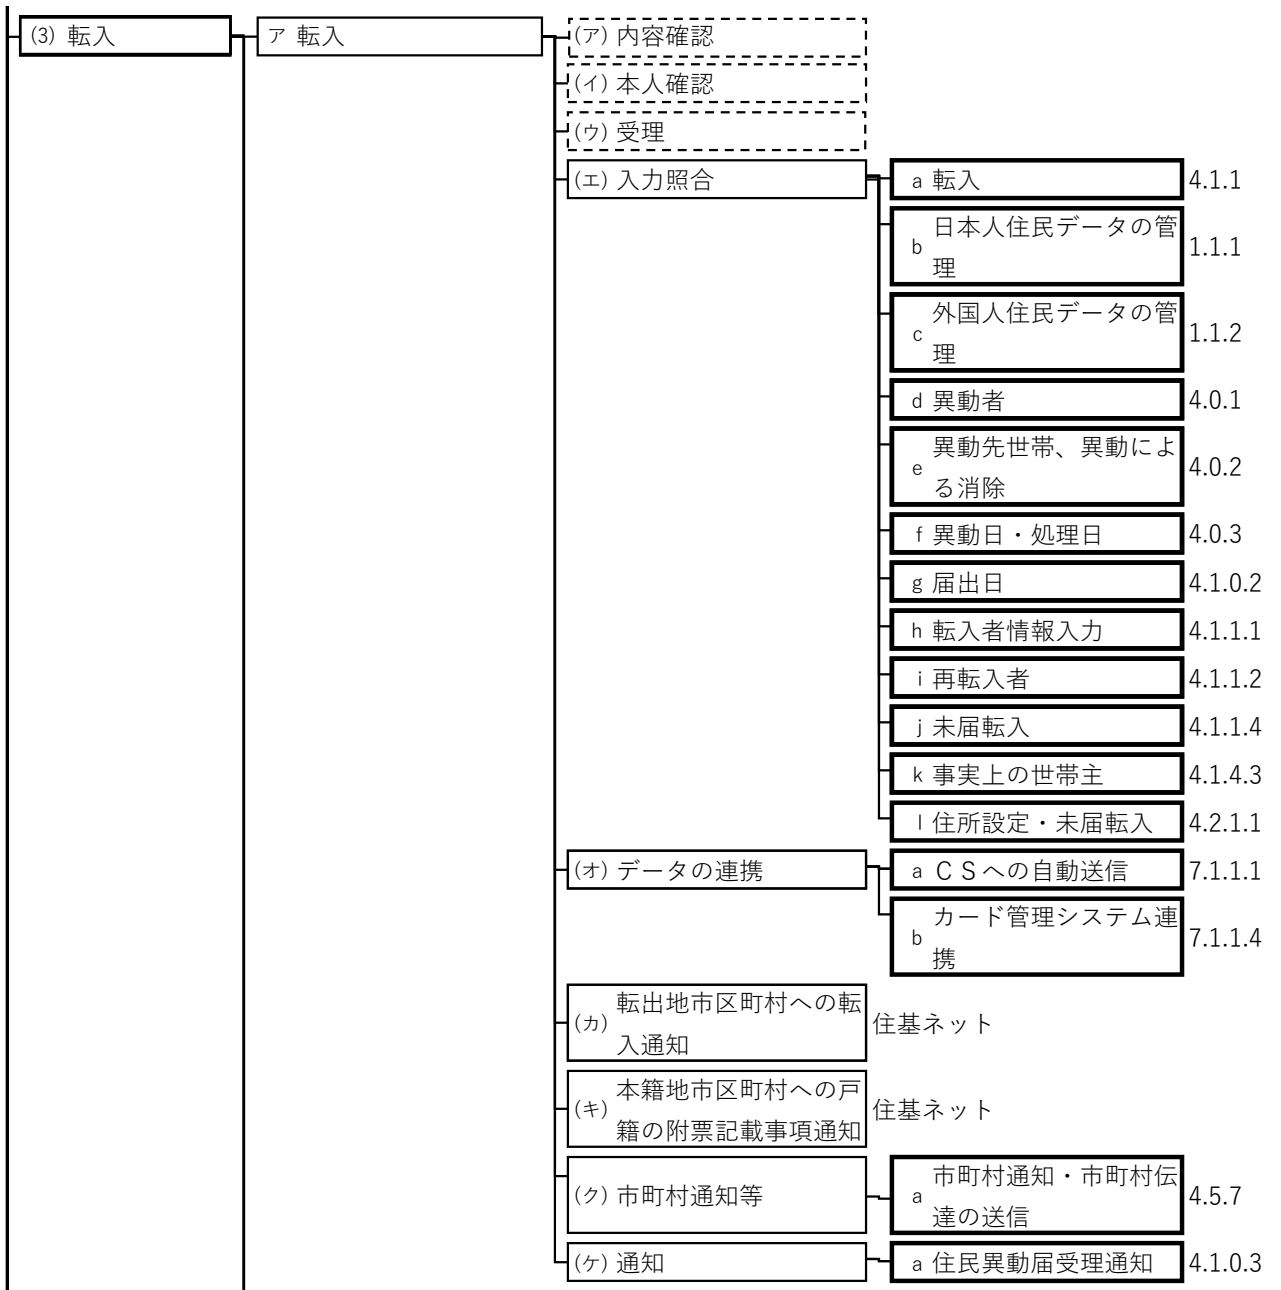 (3) 転入
ア 転入
(ア) 内容確認
(イ) 本人確認
(ウ) 受理
(エ) 入力照合
a 転入 4.1.1
b 日本人住民データの管
理 1.1.1
c 外国人住民データの管
理 1.1.2
d 異動者 4.0.1
e 異動先世帯、異動によ
る消除 4.0.2
f 異動日・処理日 4.0.3
g 届出日 4.1.0.2
h 転入者情報入力 4.1.1.1
i 再転入者 4.1.1.2
j 未届転入 4.1.1.4
k 事実上の世帯主 4.1.4.3
l 住所設定・未届転入 4.2.1.1
(オ) データの連携
a ＣＳへの自動送信 7.1.1.1
b カード管理システム連
携 7.1.1.4
(カ) 転出地市区町村への転
入通知 住基ネット
(キ) 本籍地市区町村への戸
籍の附票記載事項通知 住基ネット
(ク) 市町村通知等
a 市町村通知・市町村伝
達の送信 4.5.7
(ケ) 通知
a 住民異動届受理通知 4.1.0.3